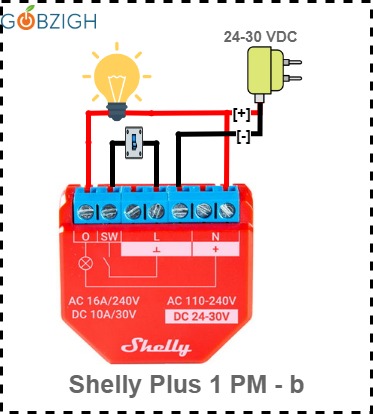 GOBZIGH
24-30 VDC
[+]
[-]
O SW L N
⊥ +
AC 16A/240V AC 110-240V
DC 10A/30V DC 24-30V
Shelly
Shelly Plus 1 PM - b